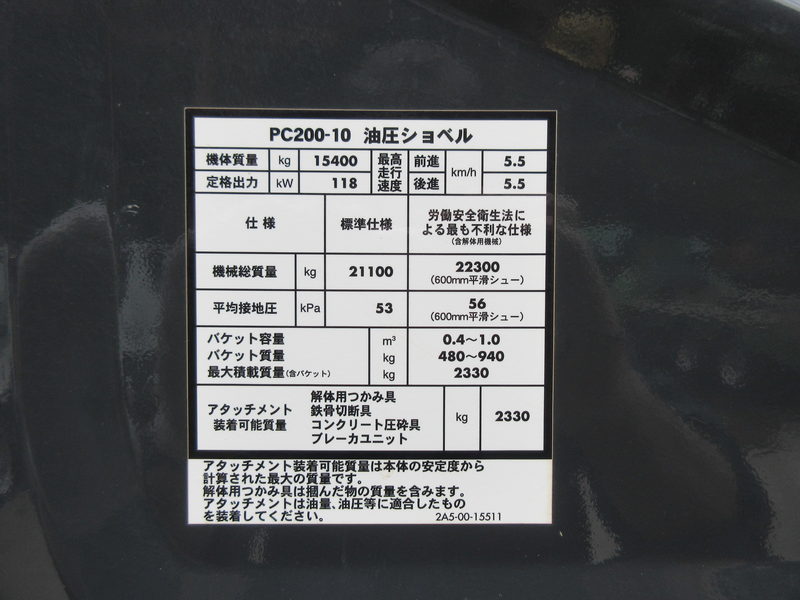 PC200-10 油圧ショベル
機体質量 kg 15400 最高走行速度 前進 km/h 5.5
定格出力 kW 118 後進 5.5
仕様 標準仕様 労働安全衛生法による最も不利な仕様(含解体用機械)
機械総質量 kg 21100 22300
(600mm平滑シュー)
平均接地圧 kPa 53 56
(600mm平滑シュー)
バケット容量 m³ 0.4〜1.0
バケット質量 kg 480〜940
最大積載質量(含バケット) kg 2330
アタッチメント装着可能質量 解体用つかみ具 kg 2330
鉄骨切断具
コンクリート圧砕具
ブレーカユニット
アタッチメント装着可能質量は本体の安定度から
計算された最大の質量です。
解体用つかみ具は掴んだ物の質量を含みます。
アタッチメントは油量、油圧等に適合したもの
を装着してください。 2A5-00-15511